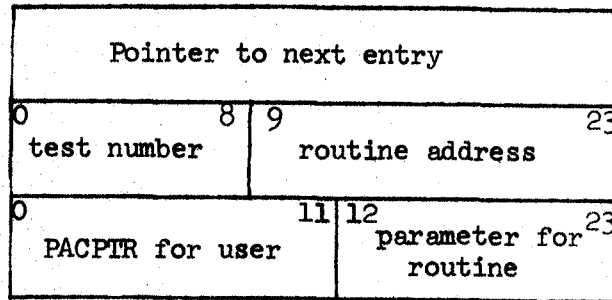 Pointer to next entry
0 8 9 23
test number routine address
0 11 12 23
PACPTR for user parameter for
routine